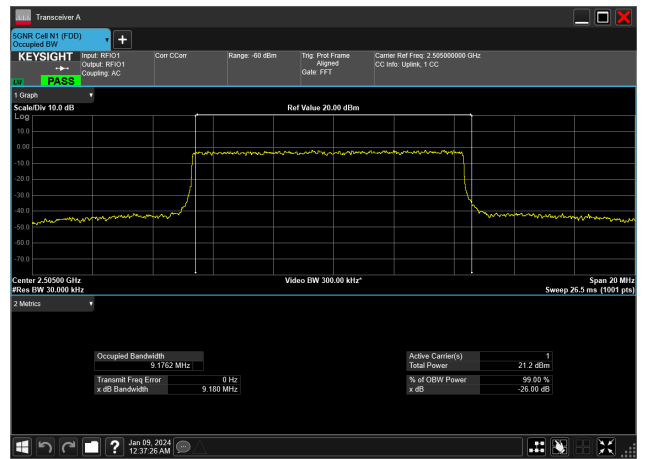 Transceiver A
5GNR Cell N1 (FDD)
Occupied BW
KEYSIGHT
Input: RFIO1
Output: RFIO1
Coupling: AC
Corr CCorr
Range: -60 dBm
Trig: Prot Frame
Aligned
Gate: FFT
Carrier Ref Freq: 2.505000000 GHz
CC Info: Uplink, 1 CC
PASS
1 Graph
Scale/Div 10.0 dB
Ref Value 20.00 dBm
Log
10.0
0.00
-10.0
-20.0
-30.0
-40.0
-50.0
-60.0
-70.0
Center 2.50500 GHz
Video BW 300.00 kHz*
Span 20 MHz
#Res BW 30.000 kHz
Sweep 26.5 ms (1001 pts)
2 Metrics
Occupied Bandwidth
9.1762 MHz
Active Carrier(s) 1
Total Power 21.2 dBm
Transmit Freq Error 0 Hz
x dB Bandwidth 9.180 MHz
% of OBW Power 99.00 %
x dB -26.00 dB
Jan 09, 2024
12:37:26 AM